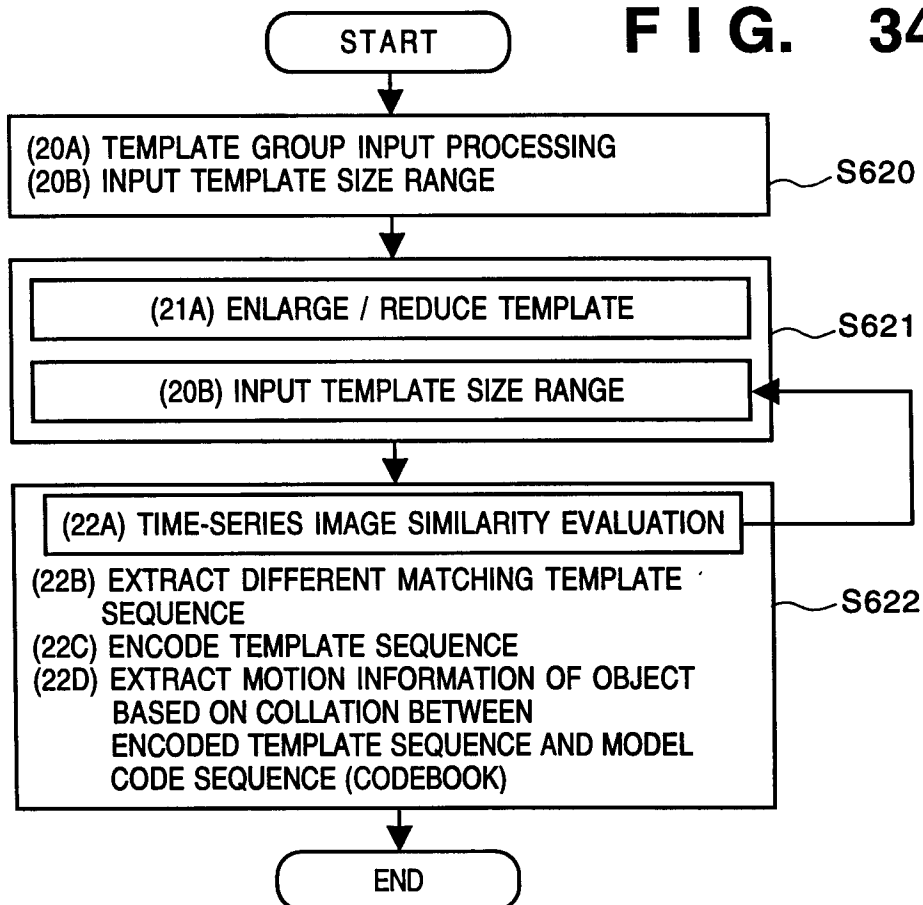 START
FIG. 34
(20A) TEMPLATE GROUP INPUT PROCESSING
(20B) INPUT TEMPLATE SIZE RANGE
S620
(21A) ENLARGE / REDUCE TEMPLATE
S621
(20B) INPUT TEMPLATE SIZE RANGE
(22A) TIME-SERIES IMAGE SIMILARITY EVALUATION
(22B) EXTRACT DIFFERENT MATCHING TEMPLATE
SEQUENCE
S622
(22C) ENCODE TEMPLATE SEQUENCE
(22D) EXTRACT MOTION INFORMATION OF OBJECT
BASED ON COLLATION BETWEEN
ENCODED TEMPLATE SEQUENCE AND MODEL
CODE SEQUENCE (CODEBOOK)
END